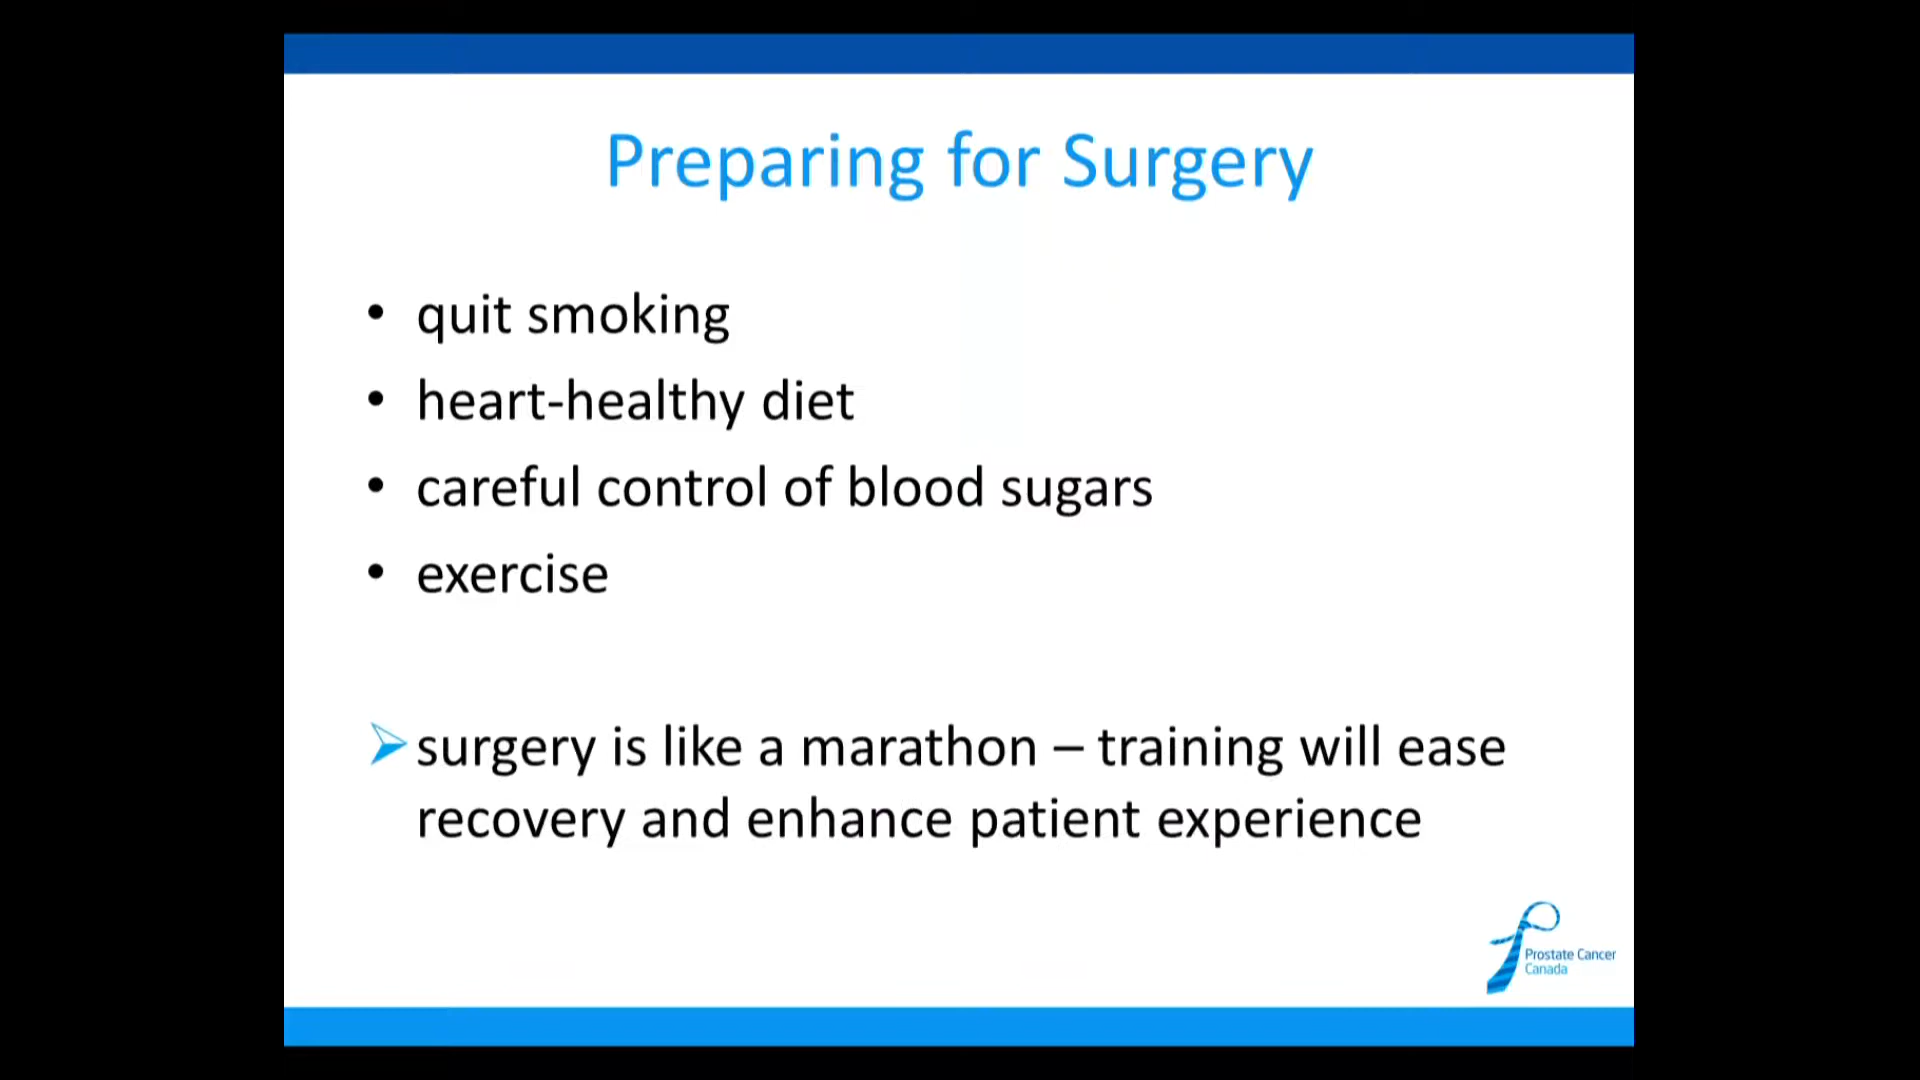 Preparing for Surgery
• quit smoking
• heart-healthy diet
• careful control of blood sugars
• exercise
➢ surgery is like a marathon – training will ease
recovery and enhance patient experience
Prostate Cancer
Canada